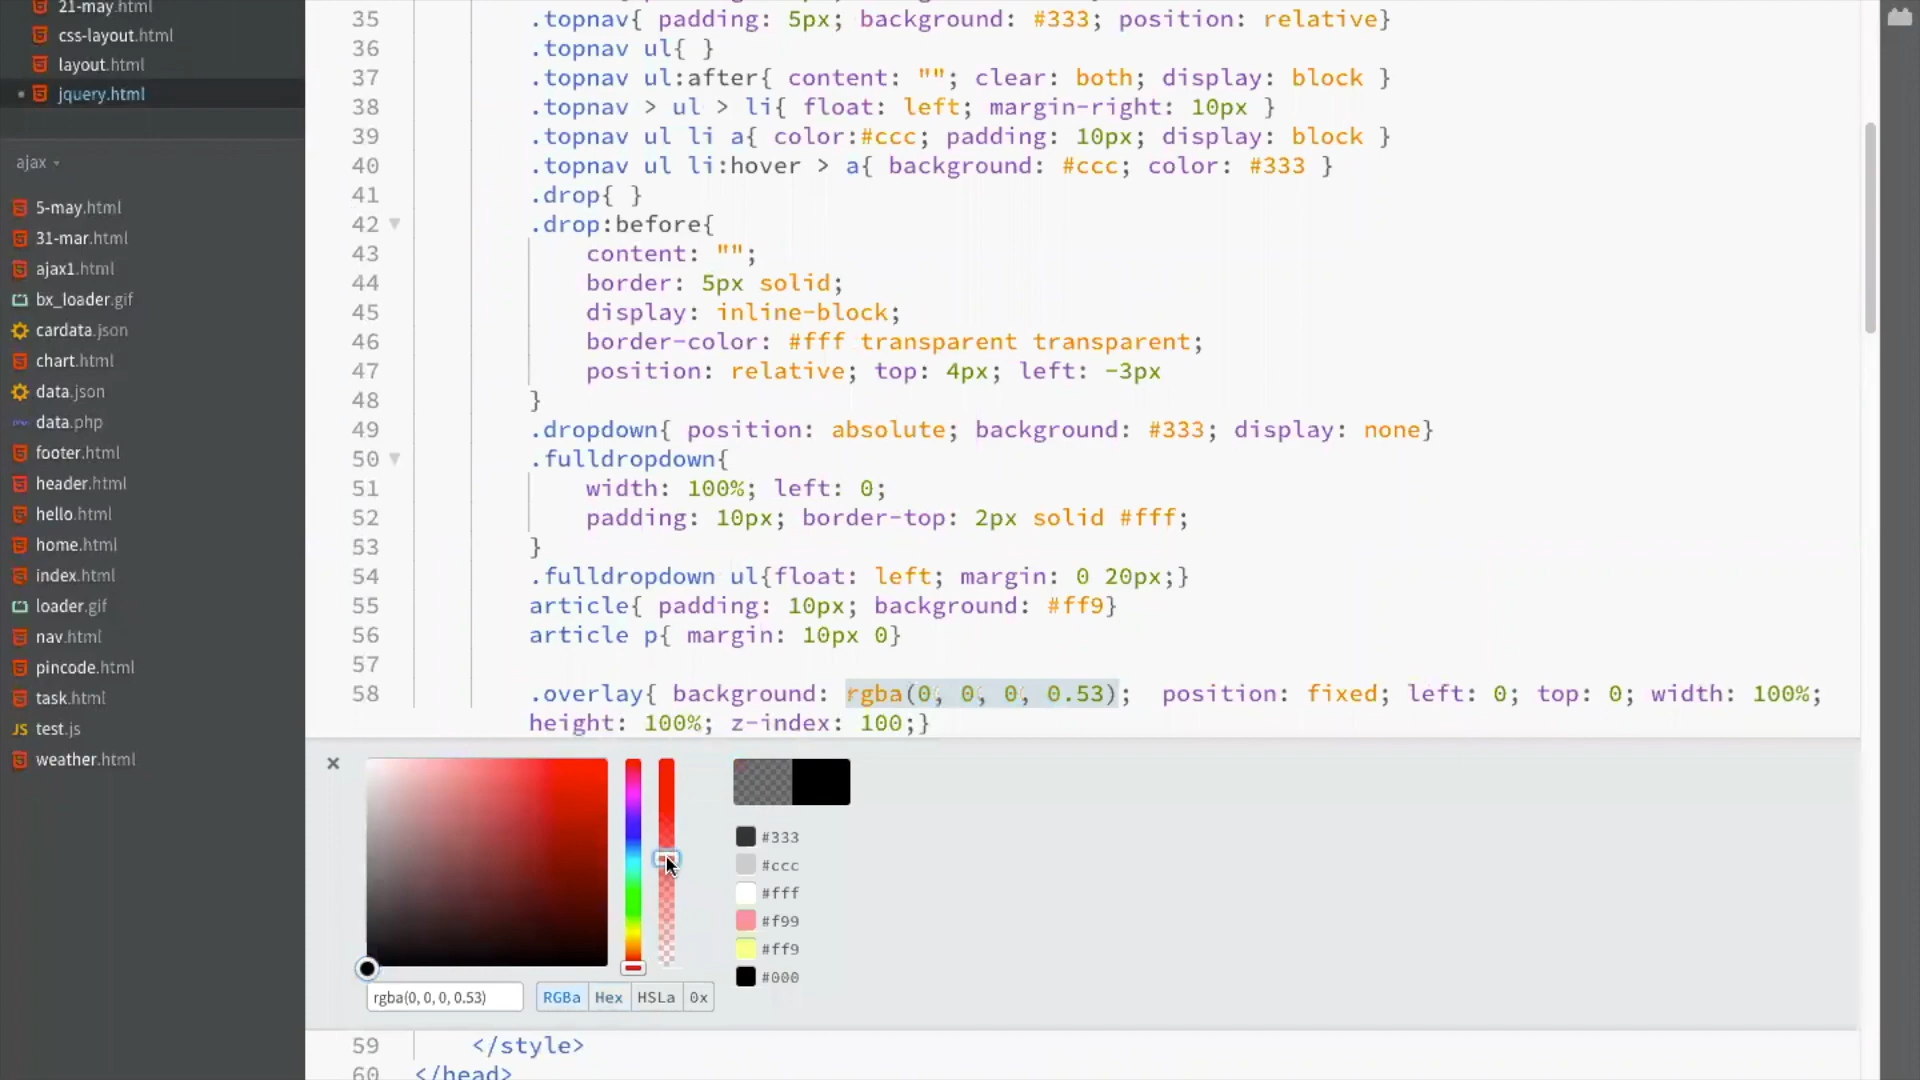 21-may.html
css-layout.html
layout.html
jquery.html
ajax
5-may.html
31-mar.html
ajax1.html
bx_loader.gif
cardata.json
chart.html
data.json
data.php
footer.html
header.html
hello.html
home.html
index.html
loader.gif
nav.html
pincode.html
task.html
JS test.js
weather.html
35 .topnav{ padding: 5px; background: #333; position: relative}
36 .topnav ul{ }
37 .topnav ul:after{ content: ""; clear: both; display: block }
38 .topnav > ul > li{ float: left; margin-right: 10px }
39 .topnav ul li a{ color:#ccc; padding: 10px; display: block }
40 .topnav ul li:hover > a{ background: #ccc; color: #333 }
41 .drop{ }
42 .drop:before{
43 content: "";
44 border: 5px solid;
45 display: inline-block;
46 border-color: #fff transparent transparent;
47 position: relative; top: 4px; left: -3px
48 }
49 .dropdown{ position: absolute; background: #333; display: none}
50 .fulldropdown{
51 width: 100%; left: 0;
52 padding: 10px; border-top: 2px solid #fff;
53 }
54 .fulldropdown ul{float: left; margin: 0 20px;}
55 article{ padding: 10px; background: #ff9}
56 article p{ margin: 10px 0}
57
58 .overlay{ background: rgba(0, 0, 0, 0.53);  position: fixed; left: 0; top: 0; width: 100%;
height: 100%; z-index: 100;}
#333
#ccc
#fff
#f99
#ff9
#000
rgba(0, 0, 0, 0.53) RGBa Hex HSLa 0x
59 </style>
60 </head>